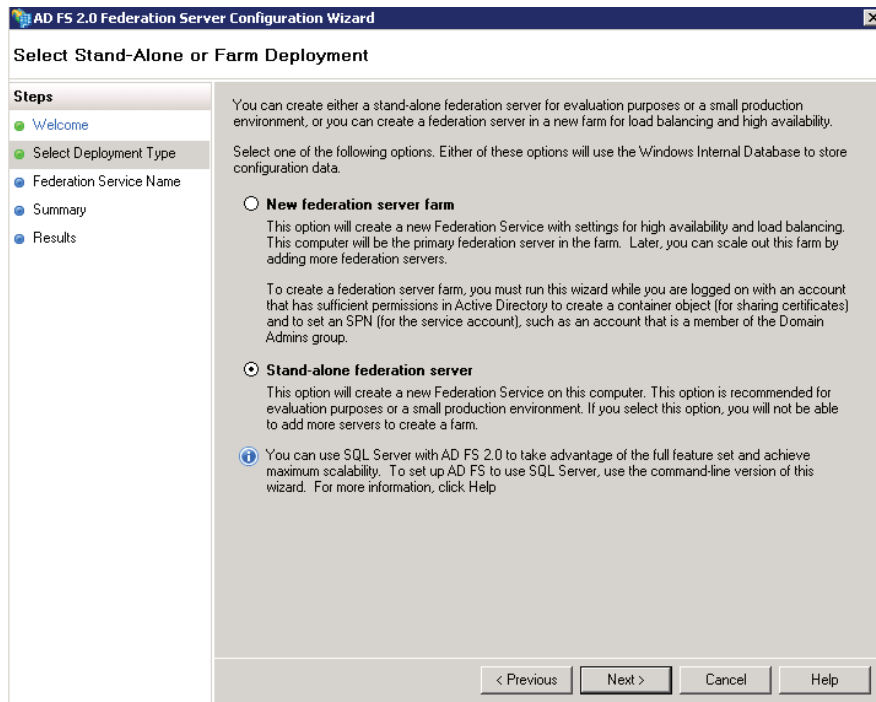 AD FS 2.0 Federation Server Configuration Wizard
Select Stand-Alone or Farm Deployment
Steps
Welcome
Select Deployment Type
Federation Service Name
Summary
Results
You can create either a stand-alone federation server for evaluation purposes or a small production
environment, or you can create a federation server in a new farm for load balancing and high availability.
Select one of the following options. Either of these options will use the Windows Internal Database to store
configuration data.
New federation server farm
This option will create a new Federation Service with settings for high availability and load balancing.
This computer will be the primary federation server in the farm. Later, you can scale out this farm by
adding more federation servers.
To create a federation server farm, you must run this wizard while you are logged on with an account
that has sufficient permissions in Active Directory to create a container object (for sharing certificates)
and to set an SPN (for the service account), such as an account that is a member of the Domain
Admins group.
Stand-alone federation server
This option will create a new Federation Service on this computer. This option is recommended for
evaluation purposes or a small production environment. If you select this option, you will not be able
to add more servers to create a farm.
You can use SQL Server with AD FS 2.0 to take advantage of the full feature set and achieve
maximum scalability. To set up AD FS to use SQL Server, use the command-line version of this
wizard. For more information, click Help
< Previous
Next >
Cancel
Help